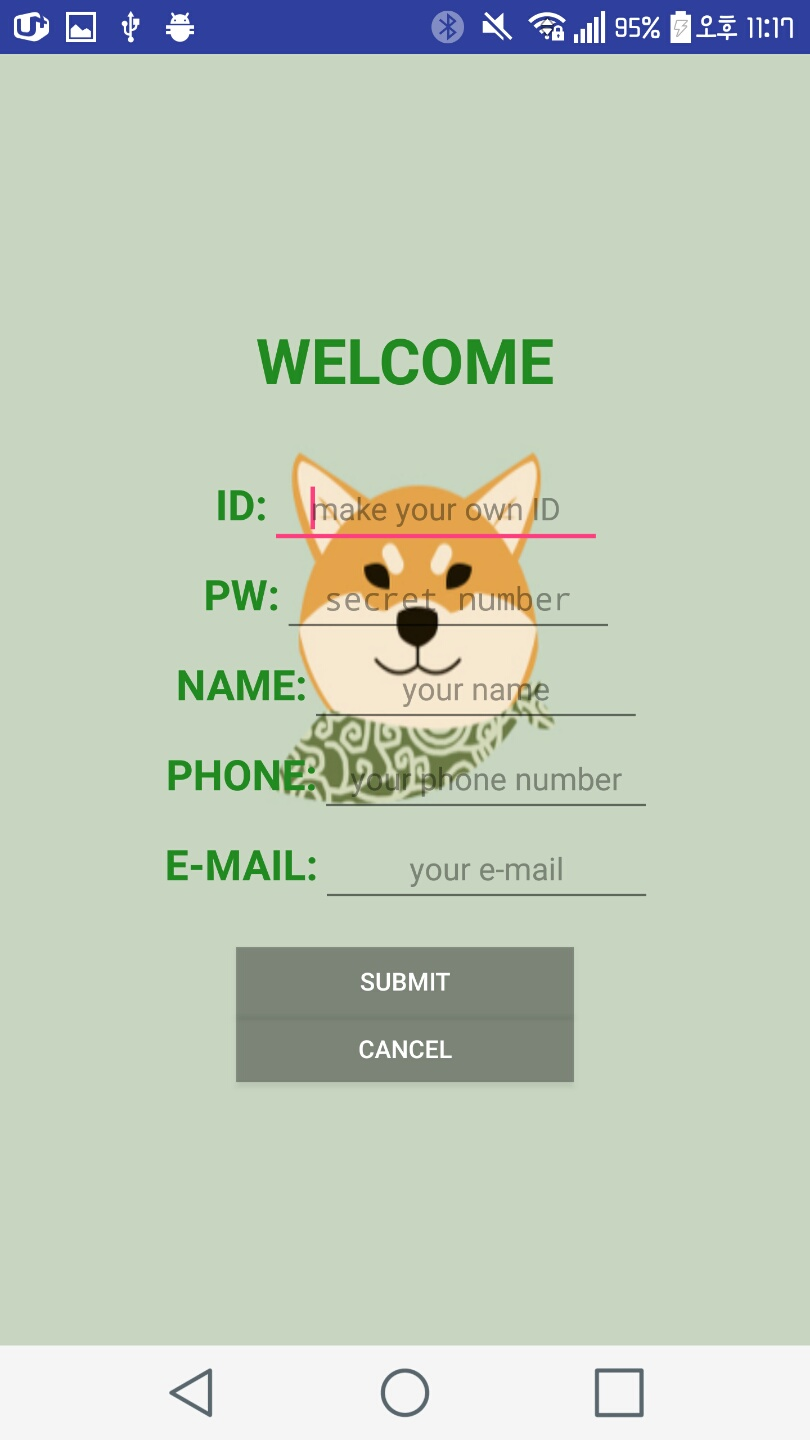 95% 오후 11:17
WELCOME
ID: make your own ID
PW: secret number
NAME: your name
PHONE: your phone number
E-MAIL: your e-mail
SUBMIT
CANCEL